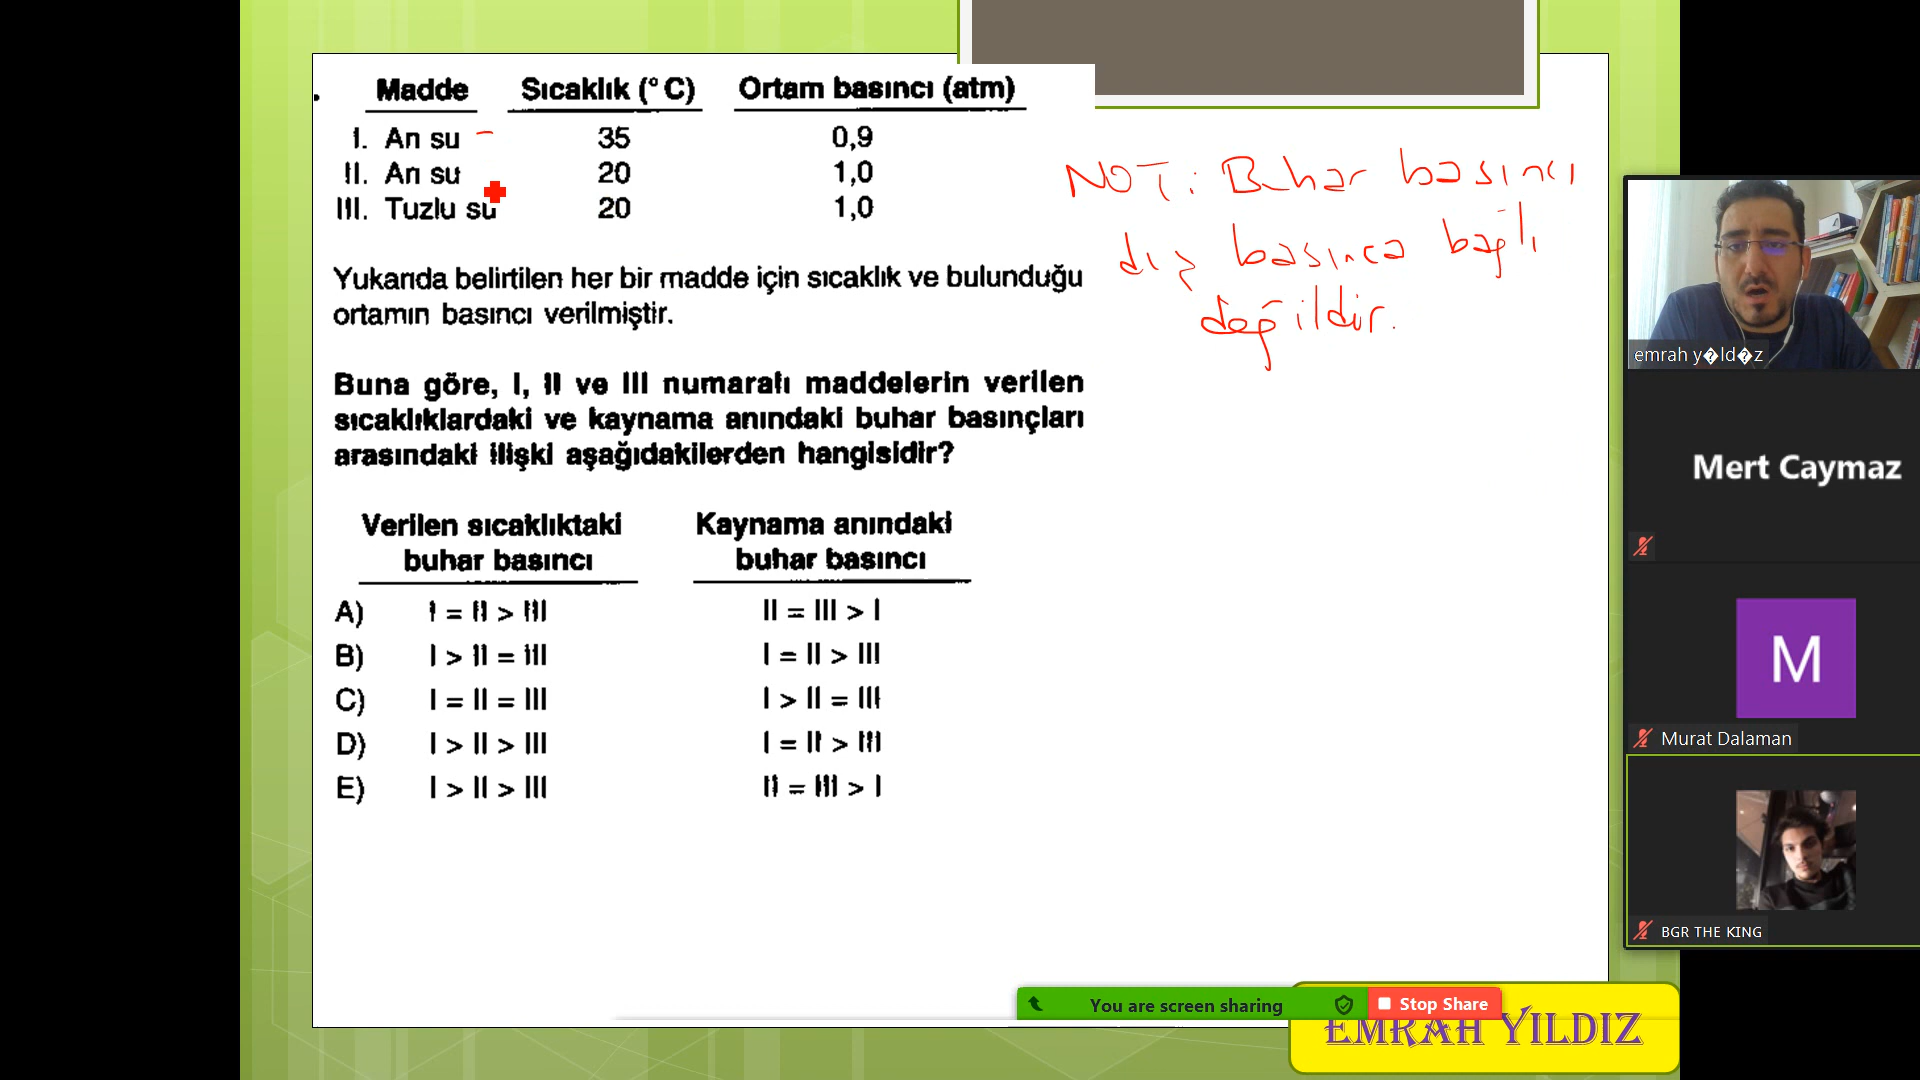 Madde Sıcaklık (°C) Ortam basıncı (atm)
I. Arı su 35 0,9
II. Arı su 20 1,0
III. Tuzlu su 20 1,0
Yukarıda belirtilen her bir madde için sıcaklık ve bulunduğu
ortamın basıncı verilmiştir.
Buna göre, I, II ve III numaralı maddelerin verilen
sıcaklıklardaki ve kaynama anındaki buhar basınçları
arasındaki ilişki aşağıdakilerden hangisidir?
Verilen sıcaklıktaki Kaynama anındaki
buhar basıncı buhar basıncı
A) I = II > III II = III > I
B) I > II = III I = II > III
C) I = II = III I > II = III
D) I > II > III I = II > III
E) I > II > III II = III > I
NOT: Buhar basıncı
dış basınca bağlı
değildir.
emrah y�ld�z
Mert Caymaz
M
Murat Dalaman
BGR THE KING
You are screen sharing Stop Share
EMRAH YILDIZ